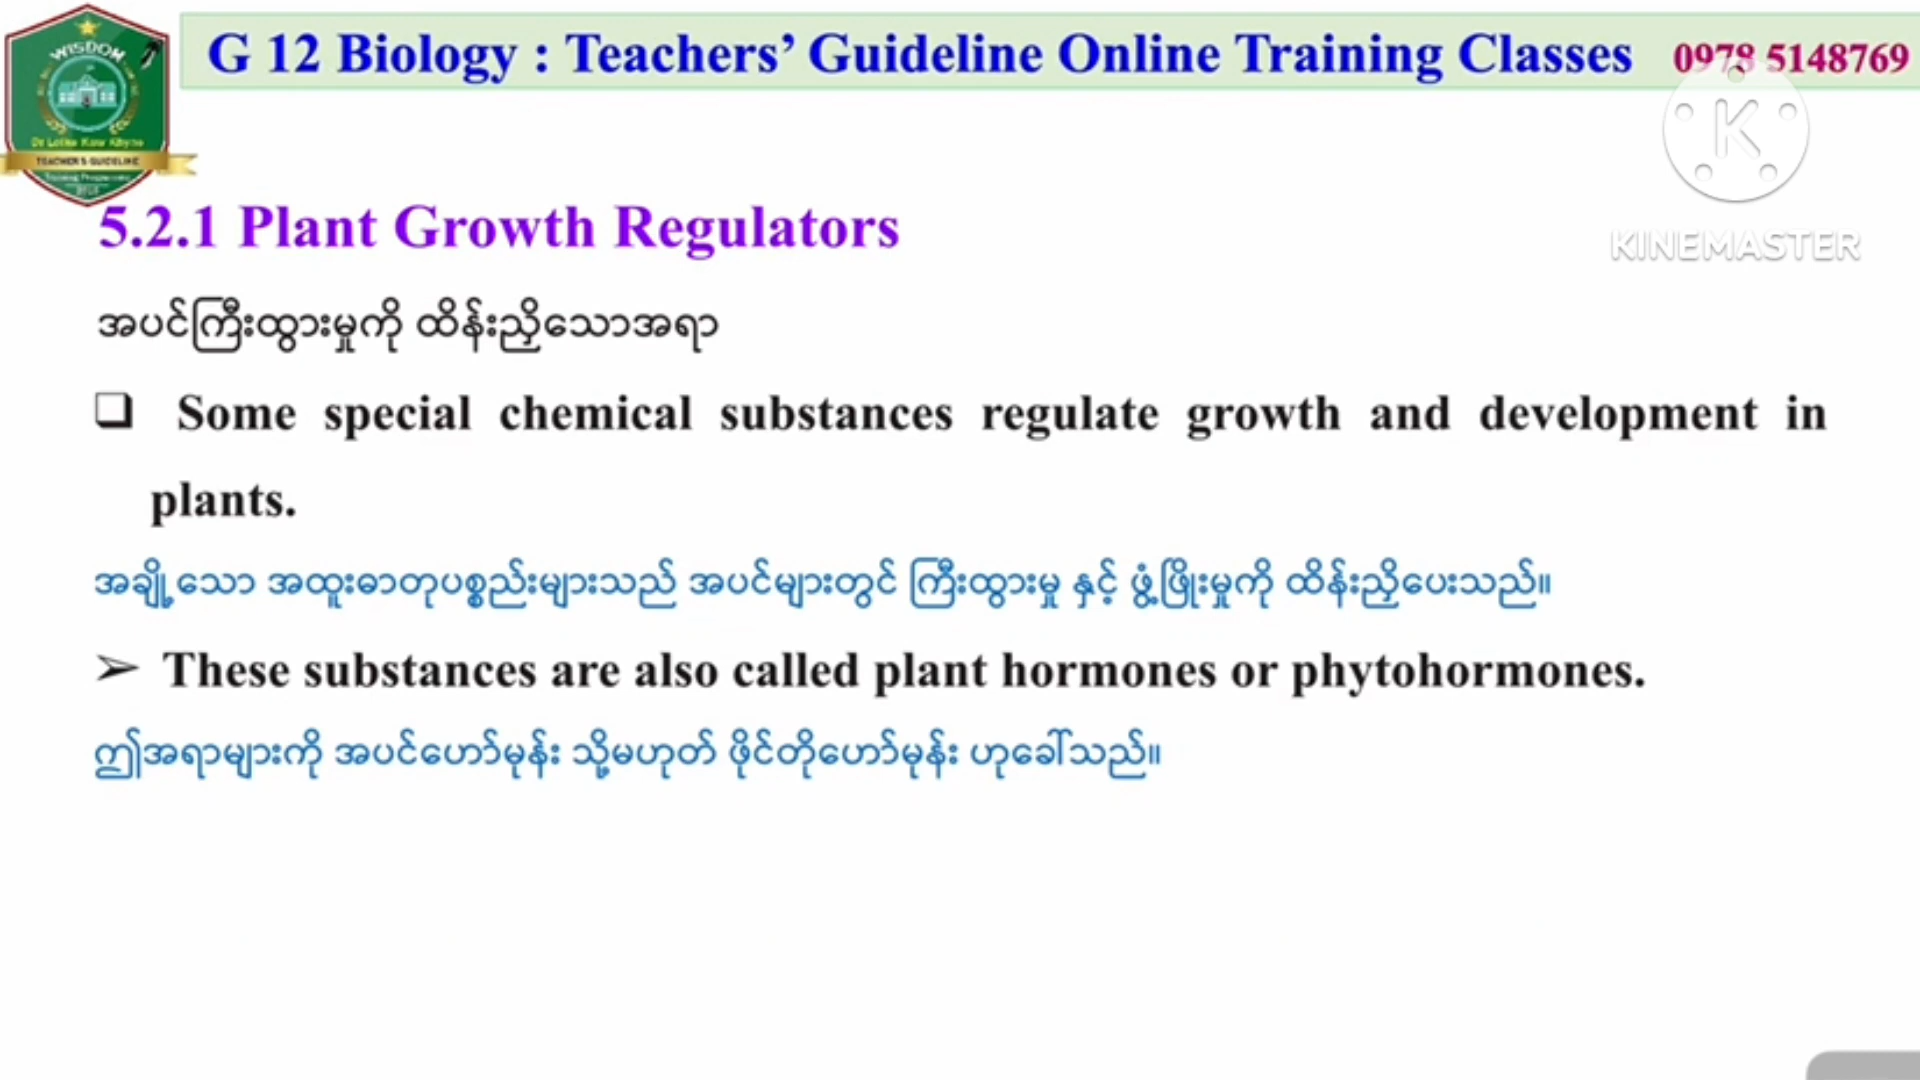 WISDOM
G 12 Biology : Teachers’ Guideline Online Training Classes 0978 5148769
TEACHER'S GUIDELINE
K
KINEMASTER
5.2.1 Plant Growth Regulators
အပင်ကြီးထွားမှုကို ထိန်းညှိသောအရာ
❑ Some special chemical substances regulate growth and development in
plants.
အချို့သော အထူးဓာတုပစ္စည်းများသည် အပင်များတွင် ကြီးထွားမှု နှင့် ဖွံ့ဖြိုးမှုကို ထိန်းညှိပေးသည်။
➢ These substances are also called plant hormones or phytohormones.
ဤအရာများကို အပင်ဟော်မုန်း သို့မဟုတ် ဖိုင်တိုဟော်မုန်း ဟုခေါ်သည်။